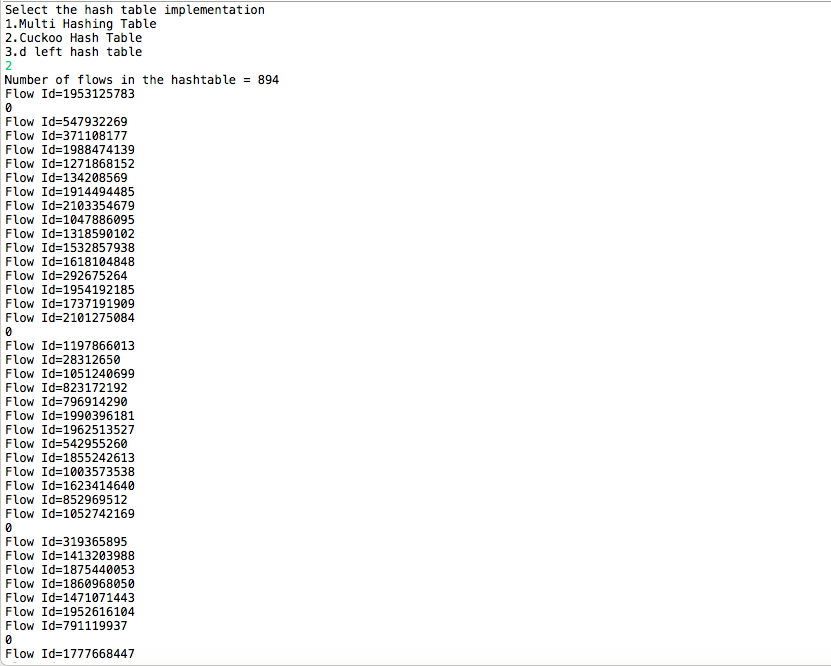 Select the hash table implementation
1.Multi Hashing Table
2.Cuckoo Hash Table
3.d left hash table
2
Number of flows in the hashtable = 894
Flow Id=1953125783
0
Flow Id=547932269
Flow Id=371108177
Flow Id=1988474139
Flow Id=1271868152
Flow Id=134208569
Flow Id=1914494485
Flow Id=2103354679
Flow Id=1047886095
Flow Id=1318590102
Flow Id=1532857938
Flow Id=1618104848
Flow Id=292675264
Flow Id=1954192185
Flow Id=1737191909
Flow Id=2101275084
0
Flow Id=1197866013
Flow Id=28312650
Flow Id=1051240699
Flow Id=823172192
Flow Id=796914290
Flow Id=1990396181
Flow Id=1962513527
Flow Id=542955260
Flow Id=1855242613
Flow Id=1003573538
Flow Id=1623414640
Flow Id=852969512
Flow Id=1052742169
0
Flow Id=319365895
Flow Id=1413203988
Flow Id=1875440053
Flow Id=1860968050
Flow Id=1471071443
Flow Id=1952616104
Flow Id=791119937
0
Flow Id=1777668447